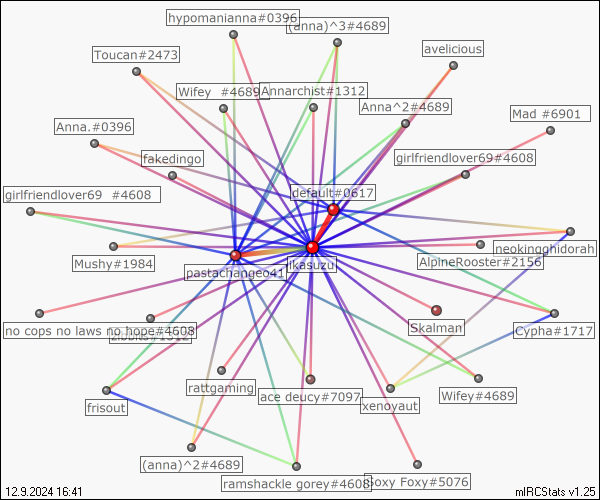 hypomanianna#0396
(anna)^3#4689
avelicious
Toucan#2473
Wifey #4689
Annarchist#1312
Anna^2#4689
Mad #6901
Anna.#0396
fakedingo
girlfriendlover69#4608
girlfriendlover69 #4608
default#0617
neokingghidorah
Mushy#1984
pastachangeo41
ikasuzu
AlpineRooster#2156
no cops no laws no hope#4608
Skalman
Cypha#1717
rattgaming
ace deucy#7097
xenoyaut
Wifey#4689
frisout
(anna)^2#4689
ramshackle gorey#4608
Foxy Foxy#5076
12.9.2024 16:41
mIRCStats v1.25